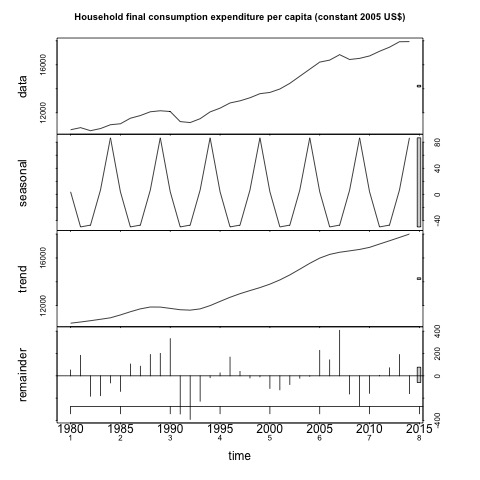 Household final consumption expenditure per capita (constant 2005 US$)
data
12000 16000
seasonal
-40 0 40 80
trend
12000 16000
remainder
-400 0 200 400
1980 1985 1990 1995 2000 2005 2010 2015
1 2 3 4 5 6 7 8
time